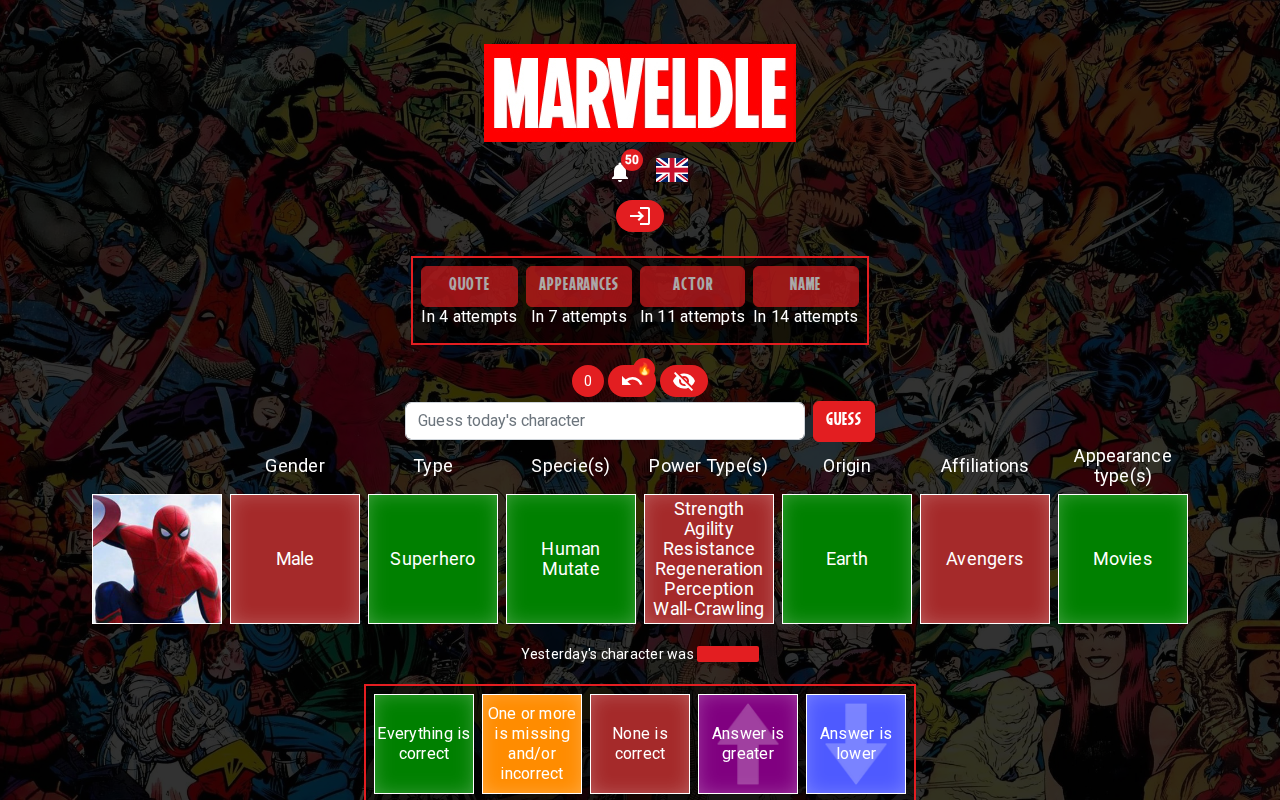 MARVELDLE
50
QUOTE APPEARANCES ACTOR NAME
In 4 attempts In 7 attempts In 11 attempts In 14 attempts
0
Guess today's character GUESS
Gender Type Specie(s) Power Type(s) Origin Affiliations Appearance
type(s)
Male
Superhero
Human
Mutate
Strength
Agility
Resistance
Regeneration
Perception
Wall-Crawling
Earth
Avengers
Movies
Yesterday's character was
Everything is
correct
One or more
is missing
and/or
incorrect
None is
correct
Answer is
greater
Answer is
lower